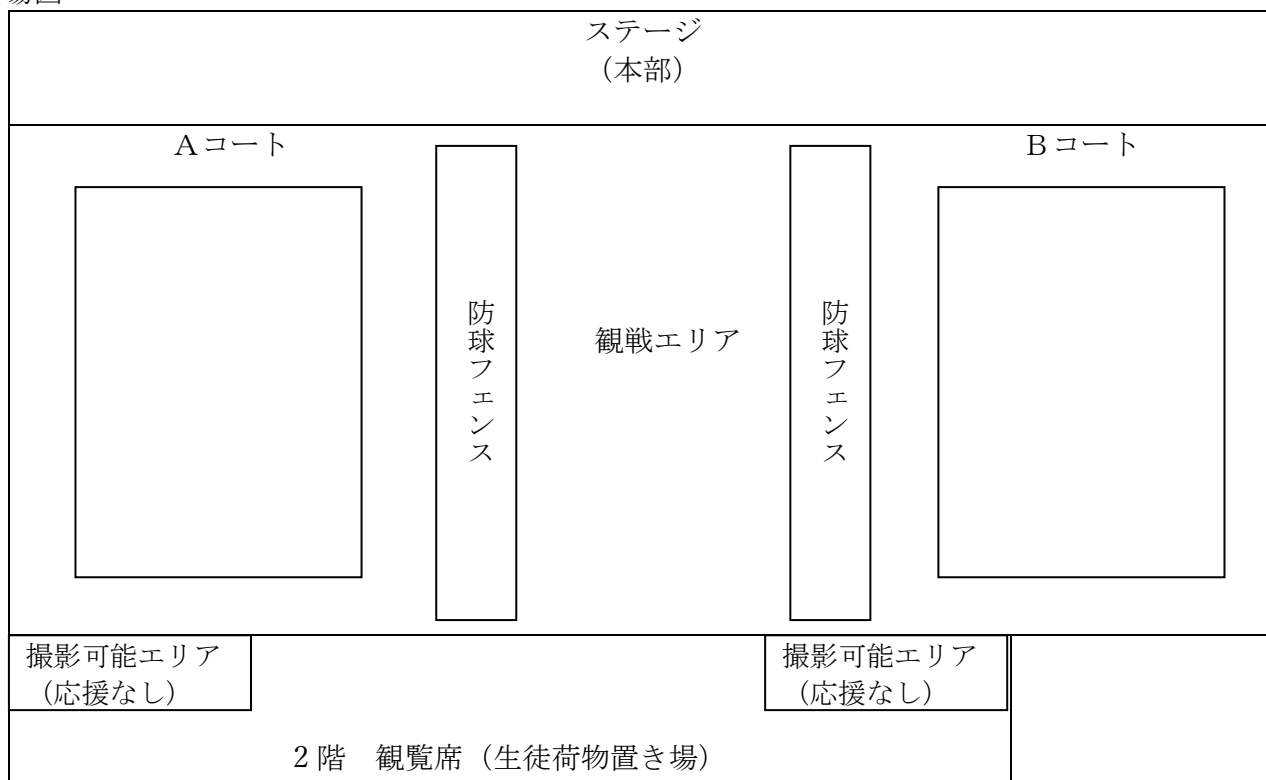 ステージ
(本部)
Aコート
Bコート
防球フェンス
観戦エリア
防球フェンス
撮影可能エリア
(応援なし)
撮影可能エリア
(応援なし)
2階 観覧席(生徒荷物置き場)